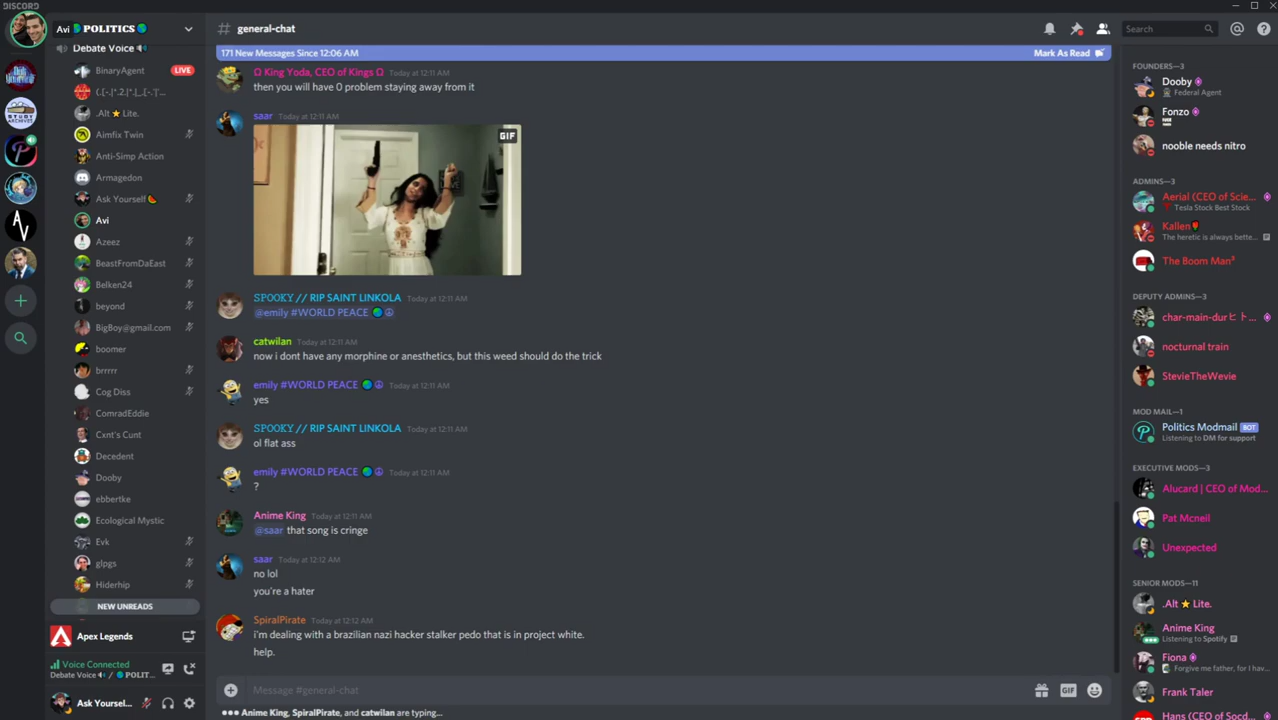 DISCORD
Avi POLITICS
Debate Voice
BinaryAgent LIVE
.Alt ⭐ Lite.
Aimfix Twin
Anti-Simp Action
Armagedon
Ask Yourself🍉
Avi
Azeez
BeastFromDaEast
Belken24
beyond
BigBoy@gmail.com
boomer
brrrrr
Cog Diss
ComradEddie
Cxnt's Cunt
Decedent
Dooby
ebbertke
Ecological Mystic
Evk
glpgs
Hiderhip
NEW UNREADS
Apex Legends
Voice Connected
Debate Voice / POLIT...
Ask Yoursel...
# general-chat
Search
171 New Messages Since 12:06 AM
Mark As Read
Ω King Yoda, CEO of Kings Ω Today at 12:11 AM
then you will have 0 problem staying away from it
saar Today at 12:11 AM
GIF
SPOOKY // RIP SAINT LINKOLA Today at 12:11 AM
@emily #WORLD PEACE 🌎☮
catwilan Today at 12:11 AM
now i dont have any morphine or anesthetics, but this weed should do the trick
emily #WORLD PEACE 🌎☮ Today at 12:11 AM
yes
SPOOKY // RIP SAINT LINKOLA Today at 12:11 AM
ol flat ass
emily #WORLD PEACE 🌎☮ Today at 12:11 AM
?
Anime King Today at 12:11 AM
@saar that song is cringe
saar Today at 12:12 AM
no lol
you're a hater
SpiralPirate Today at 12:12 AM
i'm dealing with a brazilian nazi hacker stalker pedo that is in project white.
help.
Message #general-chat
GIF
Anime King, SpiralPirate, and catwilan are typing...
FOUNDERS—3
Dooby
Federal Agent
Fonzo
nooble needs nitro
ADMINS—3
Aerial (CEO of Scie...
Tesla Stock Best Stock
Kallen🌹
The heretic is always bette...
The Boom Man
DEPUTY ADMINS—3
char-main-durヒト...
nocturnal train
StevieTheWevie
MOD MAIL—1
Politics Modmail BOT
Listening to DM for support
EXECUTIVE MODS—3
Alucard | CEO of Mod...
Pat Mcneil
Unexpected
SENIOR MODS—11
.Alt ⭐ Lite.
Anime King
Listening to Spotify
Fiona
Forgive me father, for I hav...
Frank Taler
Hans (CEO of Socd...